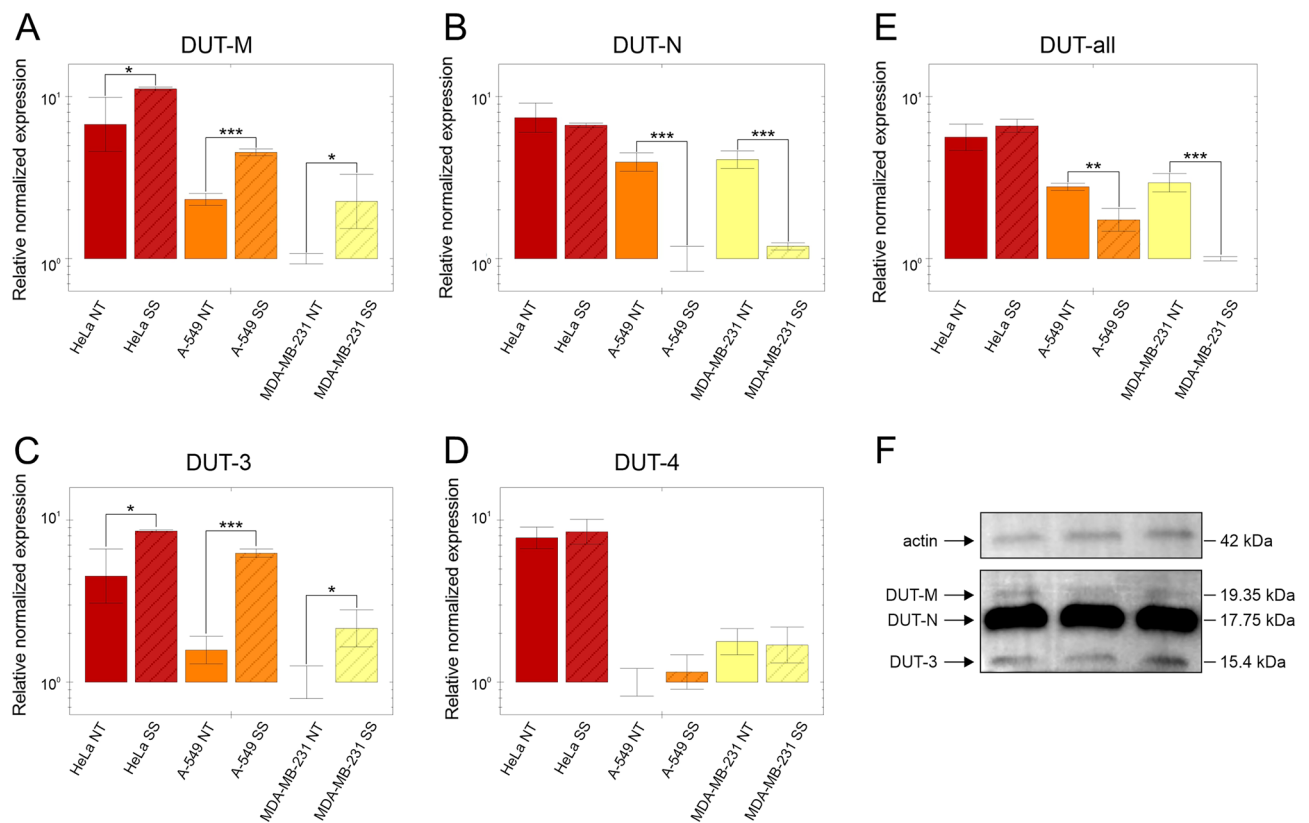 A
DUT-M
Relative normalized expression
10¹
10⁰
*
***
*
HeLa NT
HeLa SS
A-549 NT
A-549 SS
MDA-MB-231 NT
MDA-MB-231 SS
B
DUT-N
Relative normalized expression
10¹
10⁰
***
***
HeLa NT
HeLa SS
A-549 NT
A-549 SS
MDA-MB-231 NT
MDA-MB-231 SS
E
DUT-all
Relative normalized expression
10¹
10⁰
**
***
HeLa NT
HeLa SS
A-549 NT
A-549 SS
MDA-MB-231 NT
MDA-MB-231 SS
C
DUT-3
Relative normalized expression
10¹
10⁰
*
***
*
HeLa NT
HeLa SS
A-549 NT
A-549 SS
MDA-MB-231 NT
MDA-MB-231 SS
D
DUT-4
Relative normalized expression
10¹
10⁰
HeLa NT
HeLa SS
A-549 NT
A-549 SS
MDA-MB-231 NT
MDA-MB-231 SS
F
actin
42 kDa
DUT-M
19.35 kDa
DUT-N
17.75 kDa
DUT-3
15.4 kDa